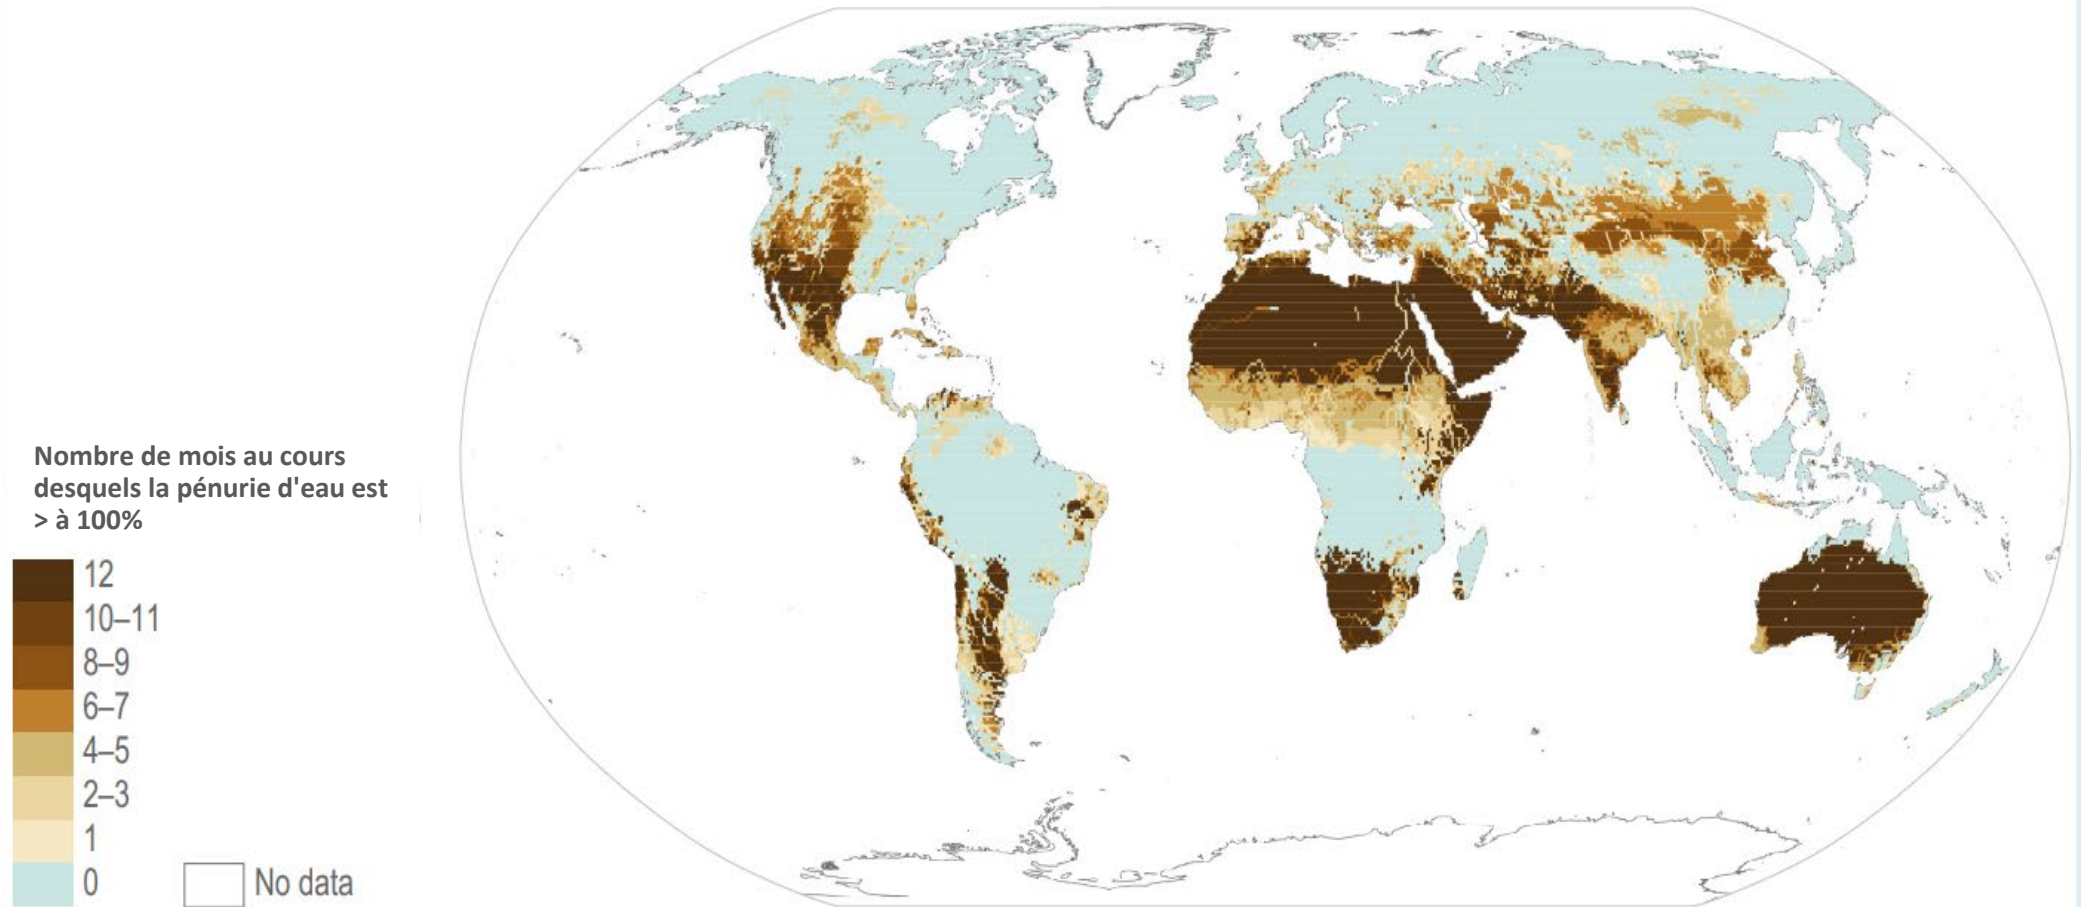 Nombre de mois au cours
desquels la pénurie d'eau est
> à 100%
12
10–11
8–9
6–7
4–5
2–3
1
0
No data